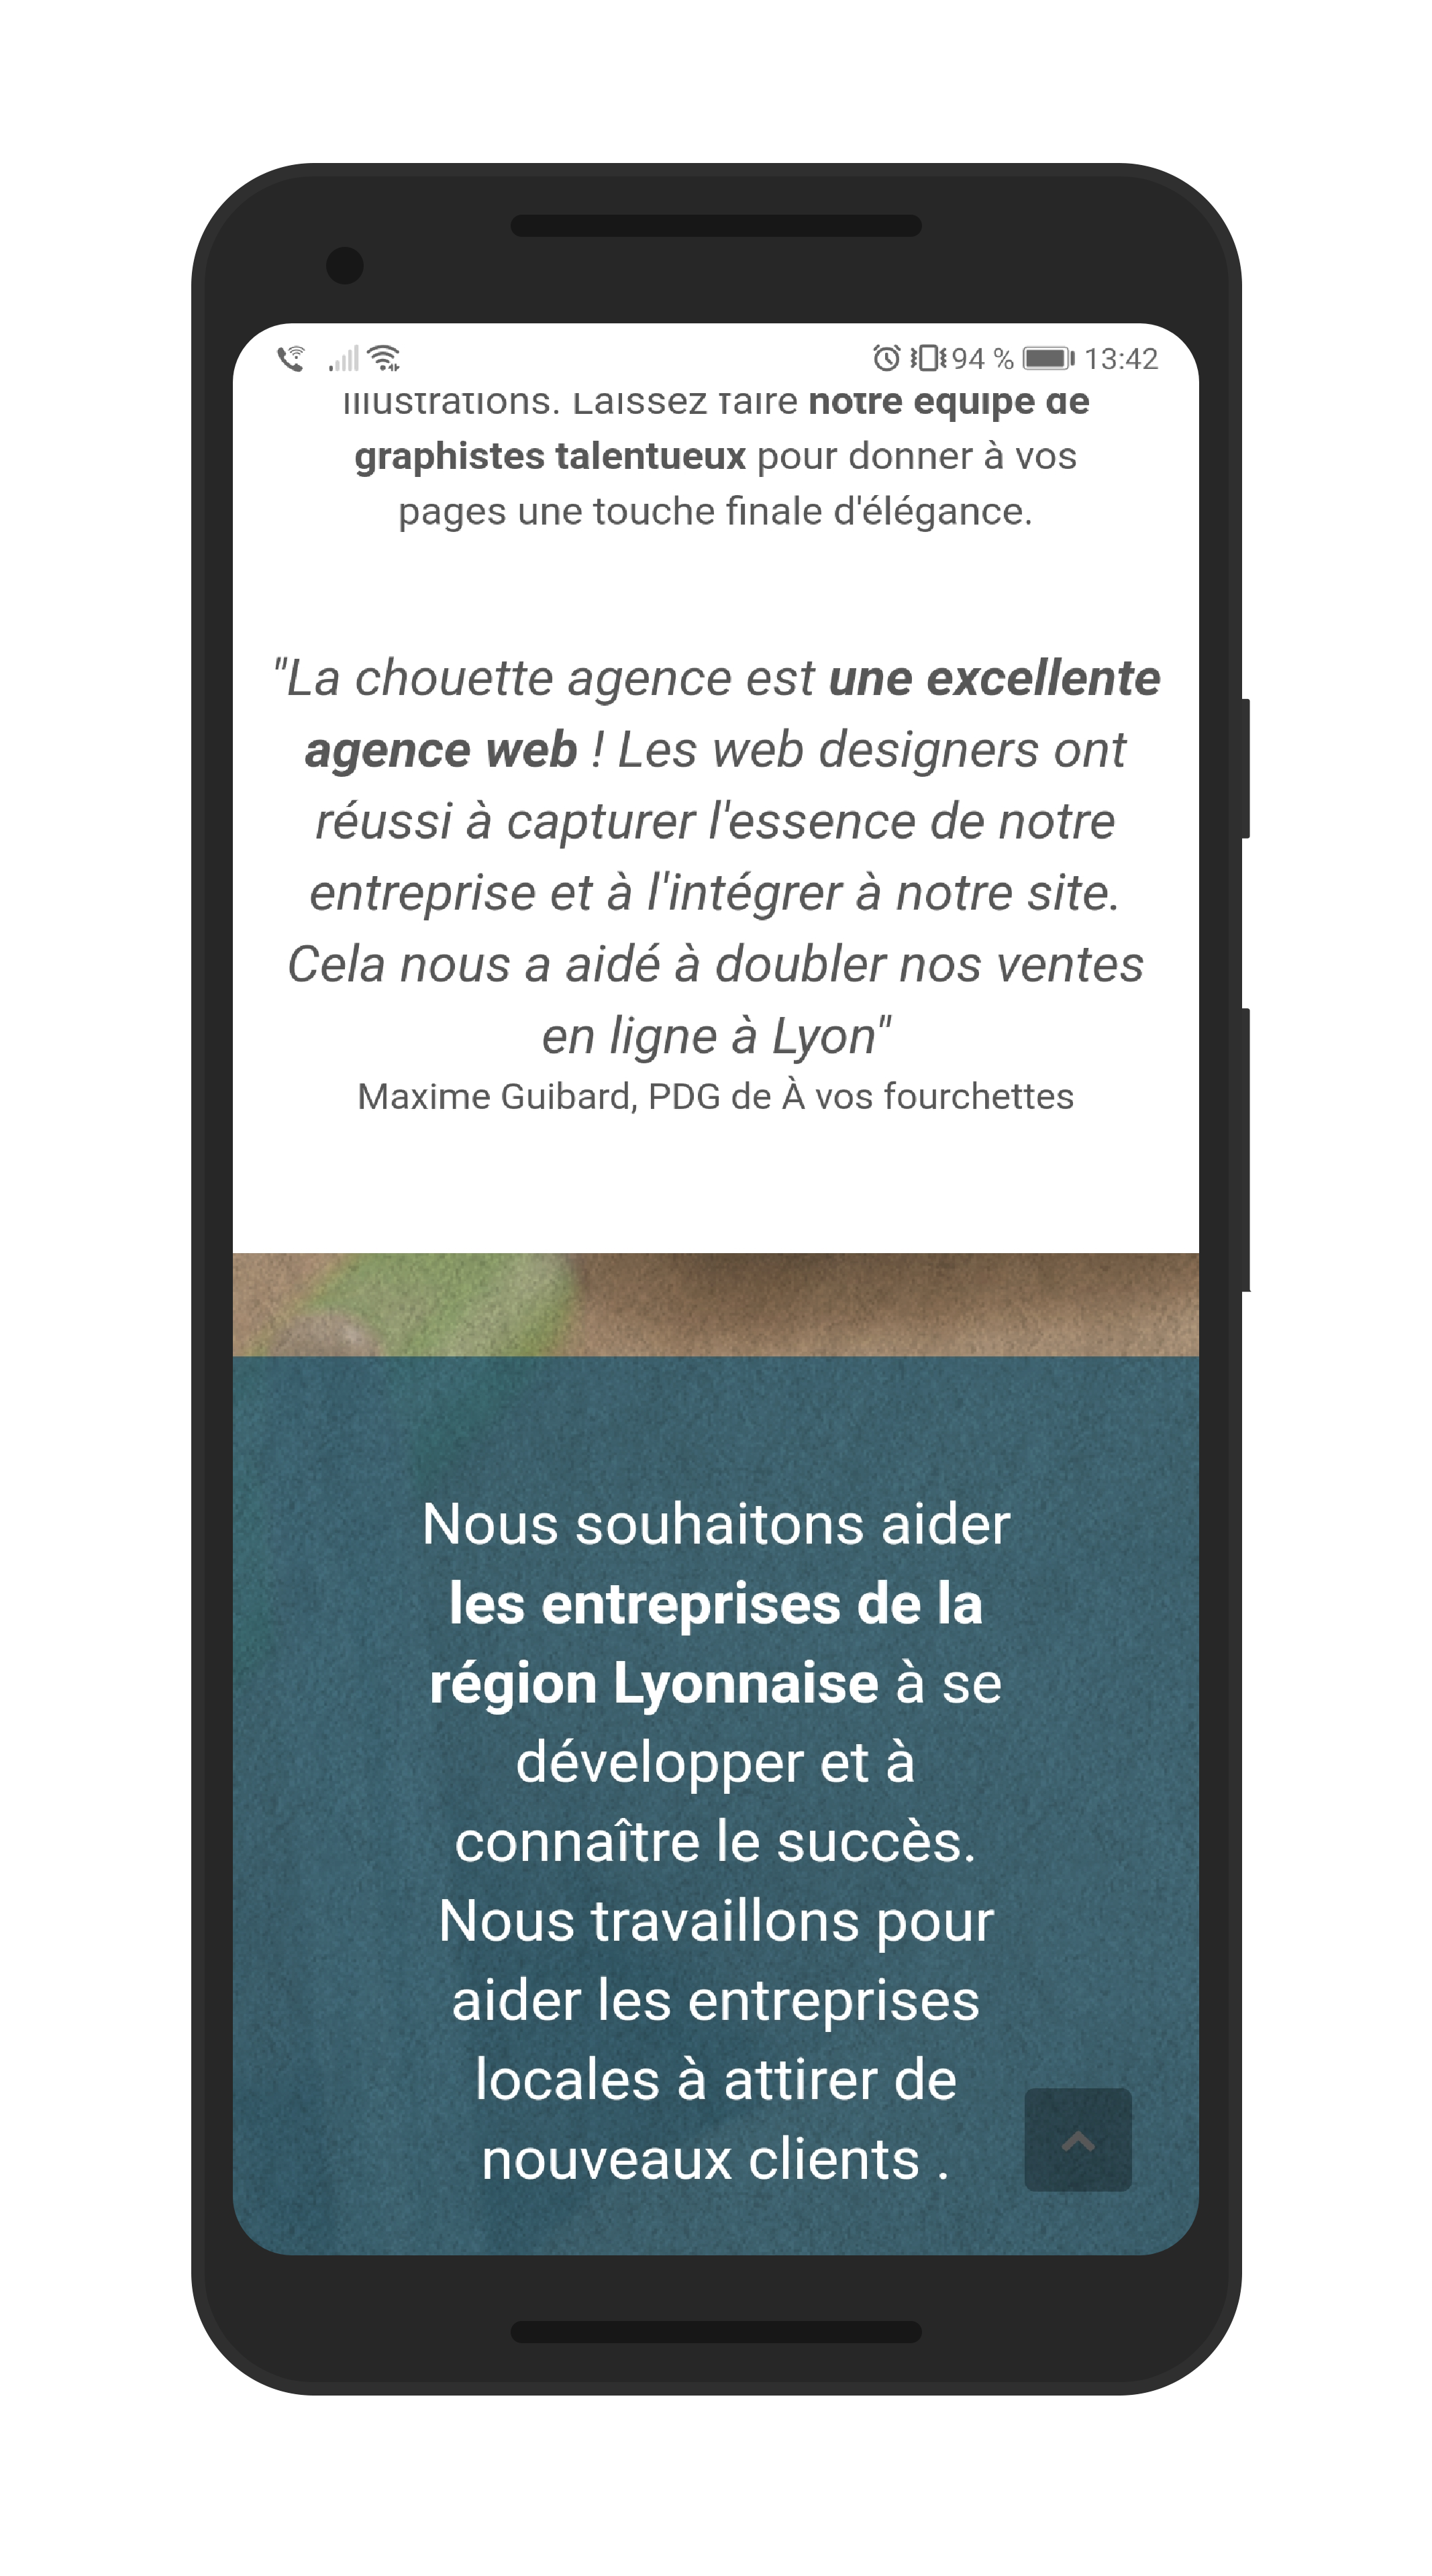 94 % 13:42
illustrations. Laissez faire notre équipe de
graphistes talentueux pour donner à vos
pages une touche finale d'élégance.
"La chouette agence est une excellente
agence web ! Les web designers ont
réussi à capturer l'essence de notre
entreprise et à l'intégrer à notre site.
Cela nous a aidé à doubler nos ventes
en ligne à Lyon"
Maxime Guibard, PDG de À vos fourchettes
Nous souhaitons aider
les entreprises de la
région Lyonnaise à se
développer et à
connaître le succès.
Nous travaillons pour
aider les entreprises
locales à attirer de
nouveaux clients .